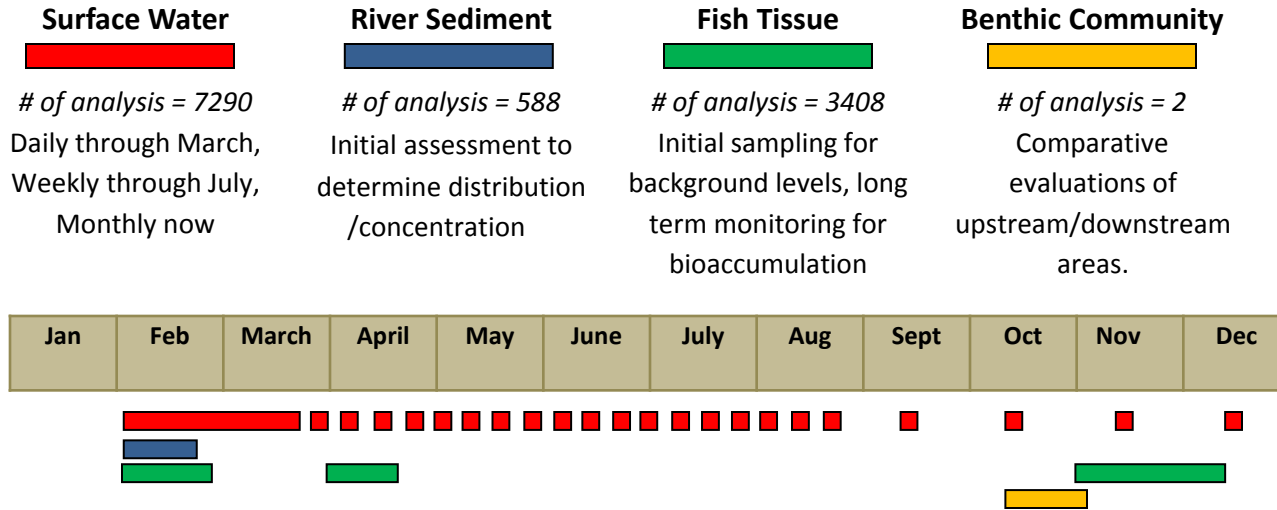 Surface Water
# of analysis = 7290
Daily through March,
Weekly through July,
Monthly now
River Sediment
# of analysis = 588
Initial assessment to
determine distribution
/concentration
Fish Tissue
# of analysis = 3408
Initial sampling for
background levels, long
term monitoring for
bioaccumulation
Benthic Community
# of analysis = 2
Comparative
evaluations of
upstream/downstream
areas.
Jan Feb March April May June July Aug Sept Oct Nov Dec